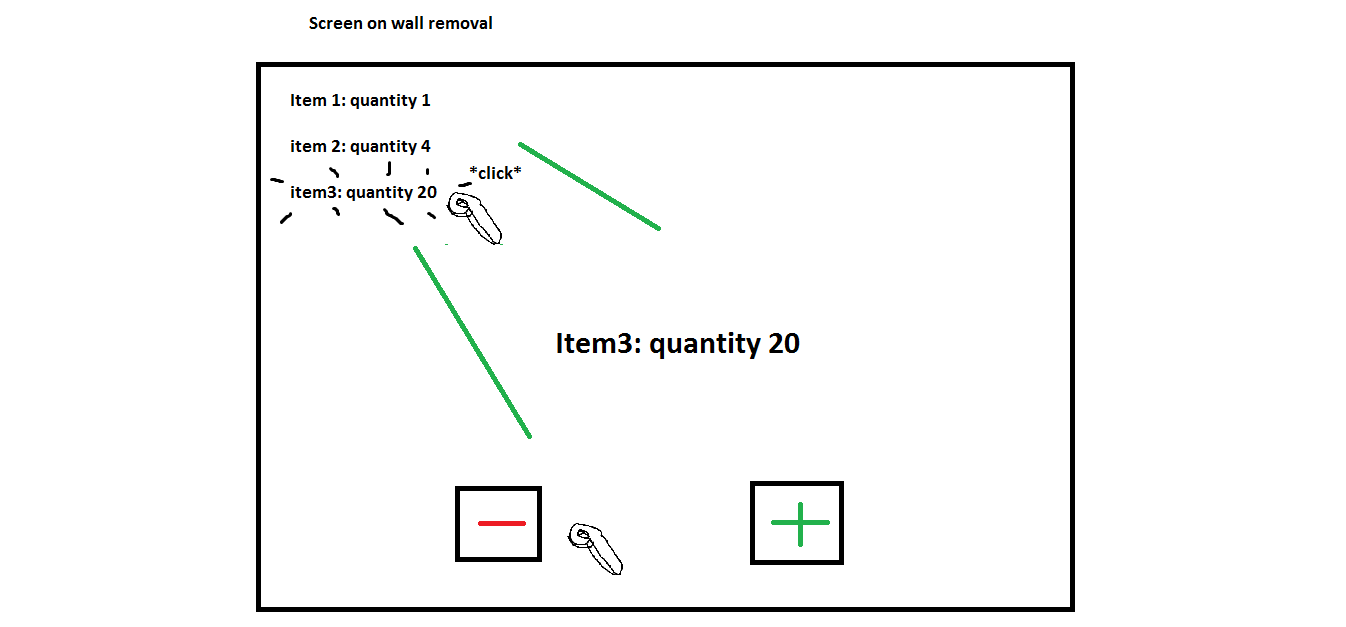 Screen on wall removal
Item 1: quantity 1
item 2: quantity 4
*click*
item3: quantity 20
Item3: quantity 20